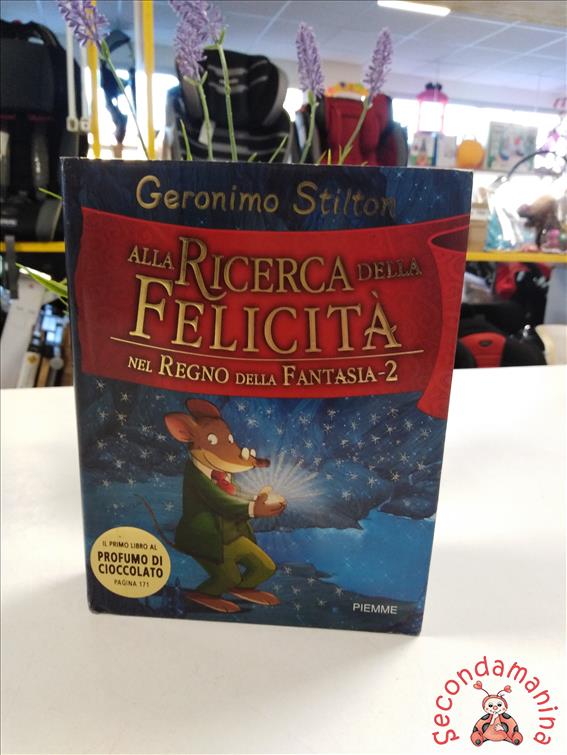 Geronimo Stilton
ALLA RICERCA DELLA
FELICITÀ
NEL REGNO DELLA FANTASIA-2
IL PRIMO LIBRO AL
PROFUMO DI
CIOCCOLATO
PAGINA 171
PIEMME
Secondamanina
06